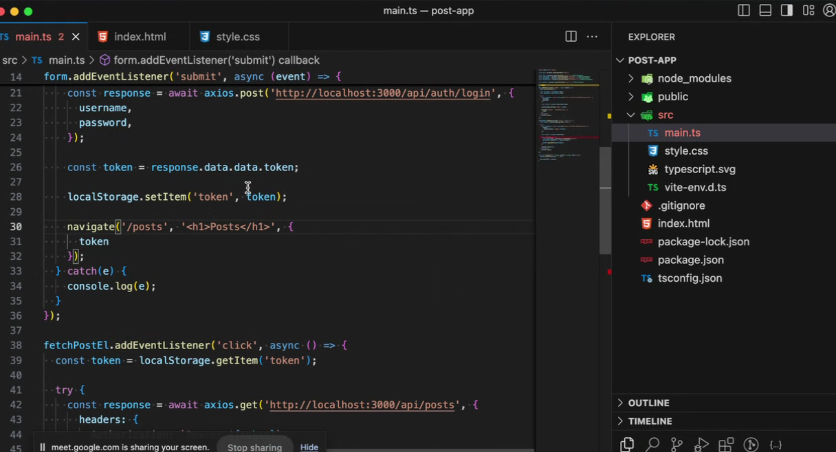 main.ts — post-app
TS main.ts 2 ×
index.html
style.css
src > TS main.ts > form.addEventListener('submit') callback
14 form.addEventListener('submit', async (event) => {
21 const response = await axios.post('http://localhost:3000/api/auth/login', {
22 username,
23 password,
24 });
25
26 const token = response.data.data.token;
27
28 localStorage.setItem('token', token);
29
30 navigate('/posts', '<h1>Posts</h1>', {
31 token
32 });
33 } catch(e) {
34 console.log(e);
35 }
36 });
37
38 fetchPostEl.addEventListener('click', async () => {
39 const token = localStorage.getItem('token');
40
41 try {
42 const response = await axios.get('http://localhost:3000/api/posts', {
43 headers: {
44
45
meet.google.com is sharing your screen.
Stop sharing
Hide
EXPLORER
POST-APP
node_modules
public
src
TS main.ts
style.css
typescript.svg
TS vite-env.d.ts
.gitignore
index.html
package-lock.json
package.json
TS tsconfig.json
OUTLINE
TIMELINE